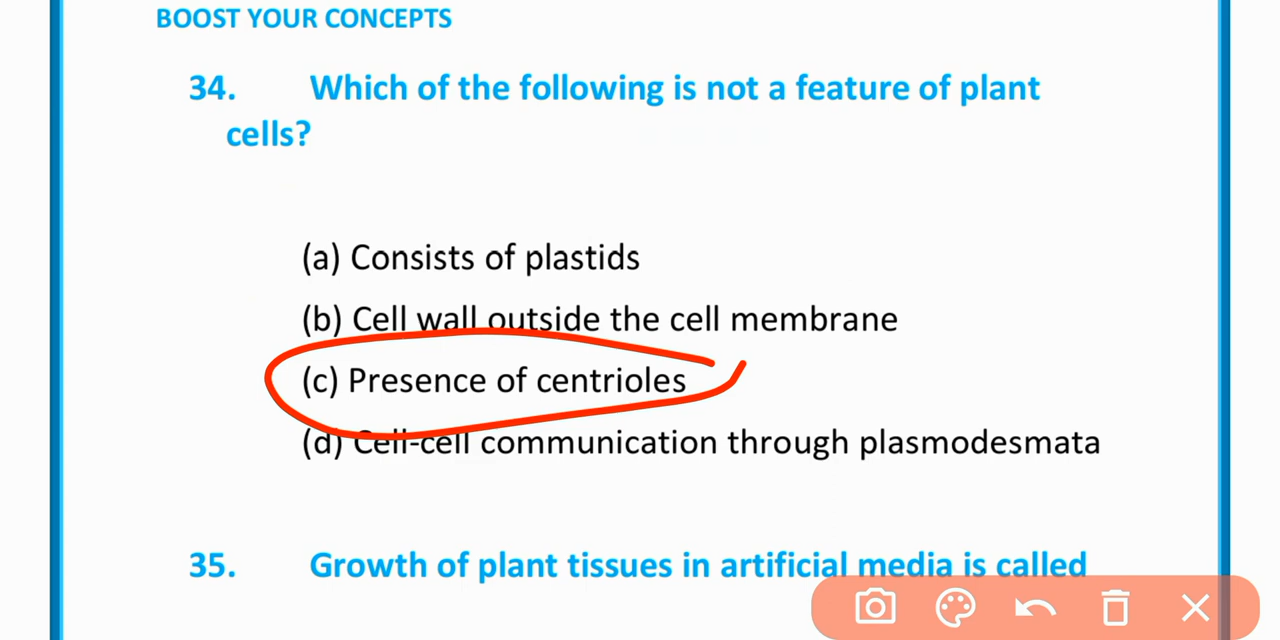 BOOST YOUR CONCEPTS
34. Which of the following is not a feature of plant
cells?
(a) Consists of plastids
(b) Cell wall outside the cell membrane
(c) Presence of centrioles
(d) Cell-cell communication through plasmodesmata
35. Growth of plant tissues in artificial media is called